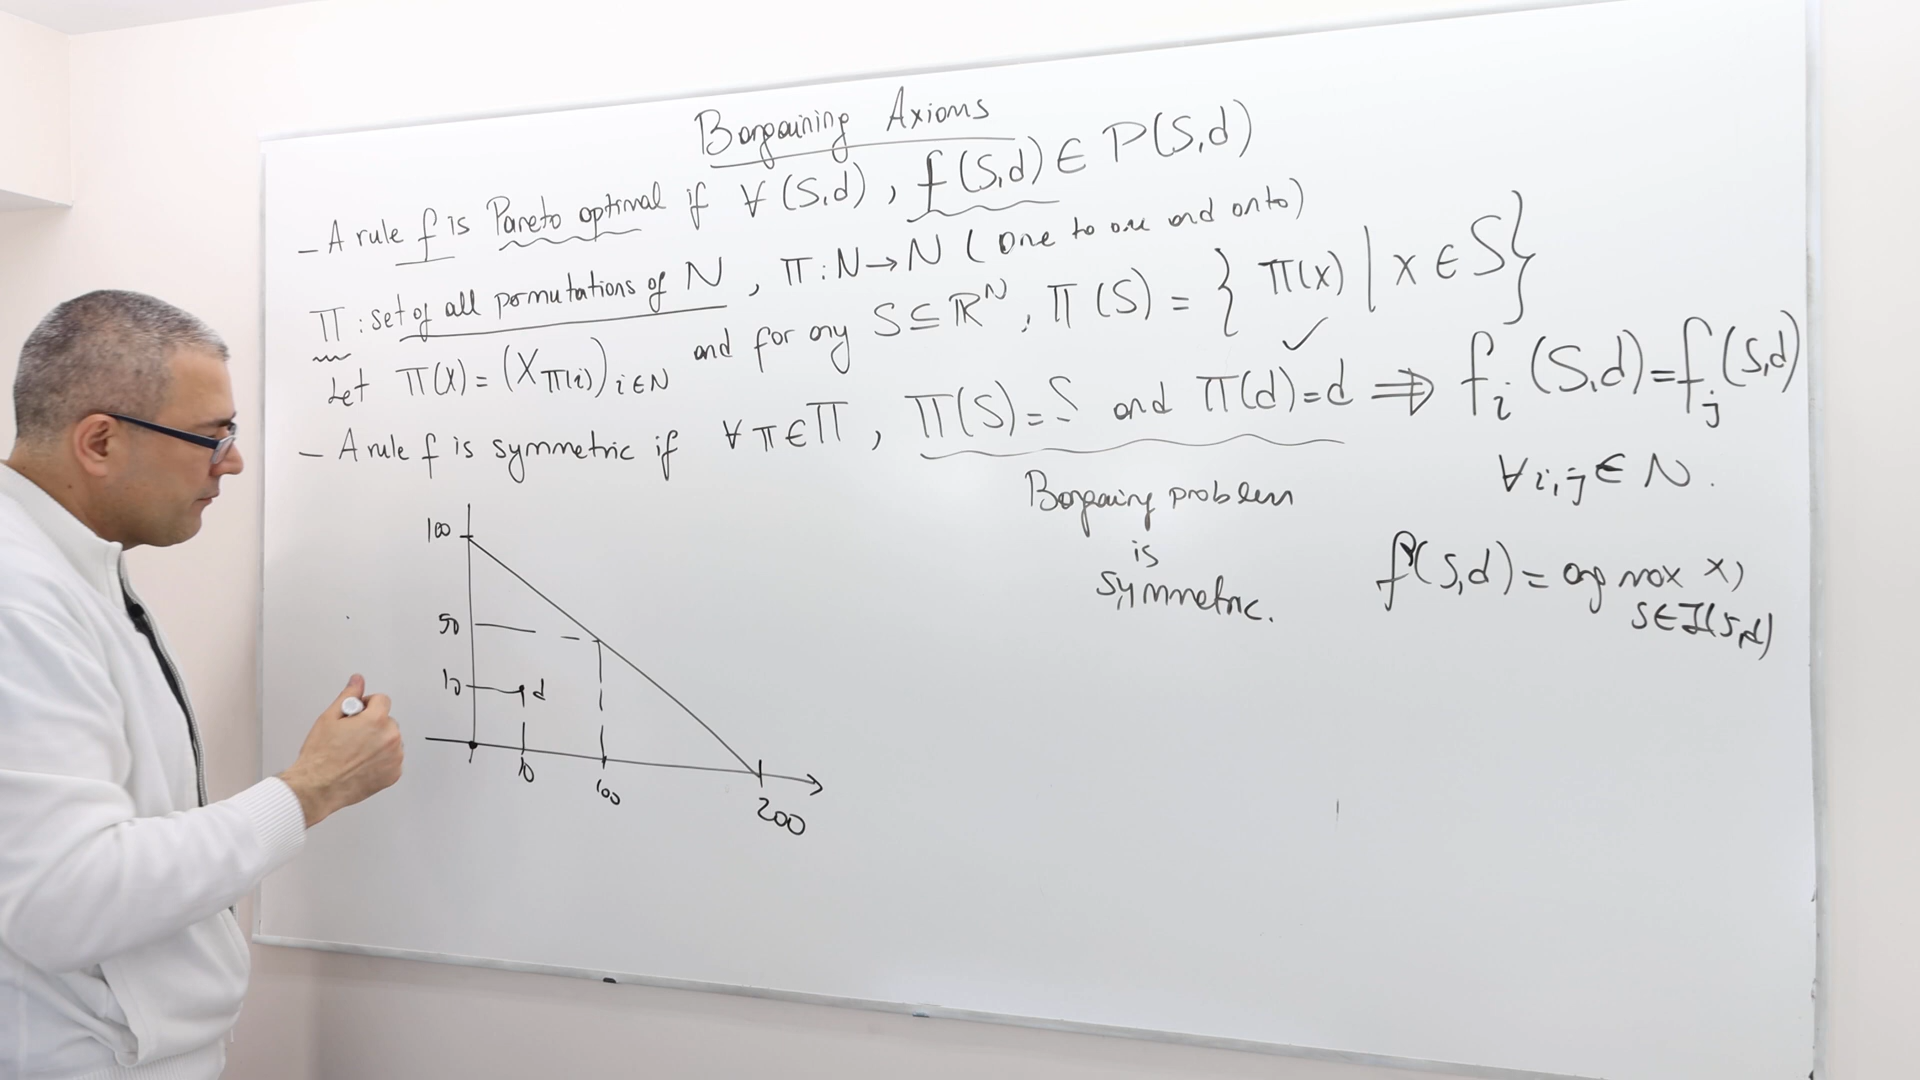 Bargaining Axioms
- A rule f is Pareto optimal if ∀ (S,d) , f(S,d) ∈ P(S,d)
Π : set of all permutations of N , π : N → N ( one to one and onto)
Let π(x) = (x_π(i))_i∈N and for any S ⊆ ℝ^N , π(S) = { π(x) | x ∈ S }
- A rule f is symmetric if ∀ π ∈ Π , π(S) = S and π(d) = d ⟹ f_i (S,d) = f_j (S,d)
∀ i,j ∈ N .
Bargaining problem
is
symmetric.
f(S,d) = arg max x)
S∈I(S,d)
100
50
10
d
10
100
200